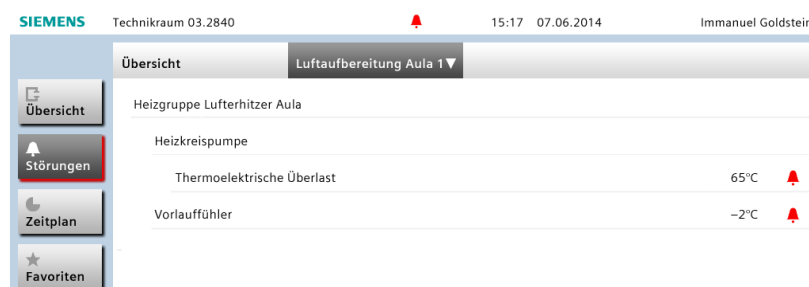 SIEMENS Technikraum 03.2840 15:17 07.06.2014 Immanuel Goldstein
Übersicht Luftaufbereitung Aula 1
Übersicht
Störungen
Zeitplan
Favoriten
Heizgruppe Lufterhitzer Aula
Heizkreispumpe
Thermoelektrische Überlast 65°C
Vorlauffühler –2°C